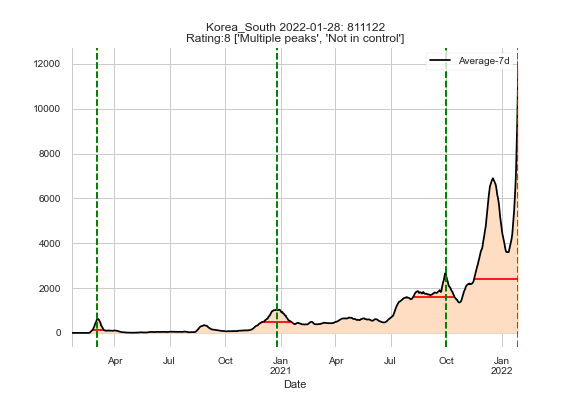 Korea_South 2022-01-28: 811122
Rating:8 ['Multiple peaks', 'Not in control']
Average-7d
12000
10000
8000
6000
4000
2000
0
Apr Jul Oct Jan Apr Jul Oct Jan
2021 2022
Date